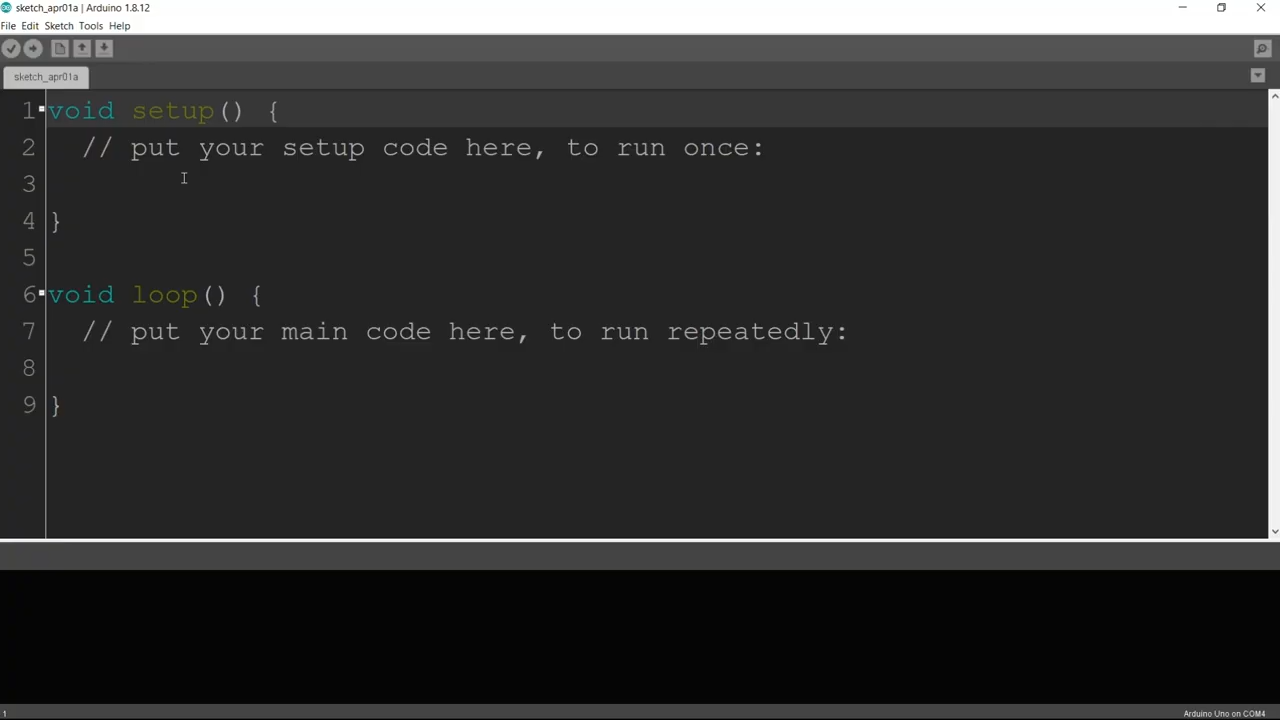 sketch_apr01a | Arduino 1.8.12
File Edit Sketch Tools Help
sketch_apr01a
1 void setup() {
2 // put your setup code here, to run once:
3
4 }
5
6 void loop() {
7 // put your main code here, to run repeatedly:
8
9 }
1 Arduino Uno on COM4